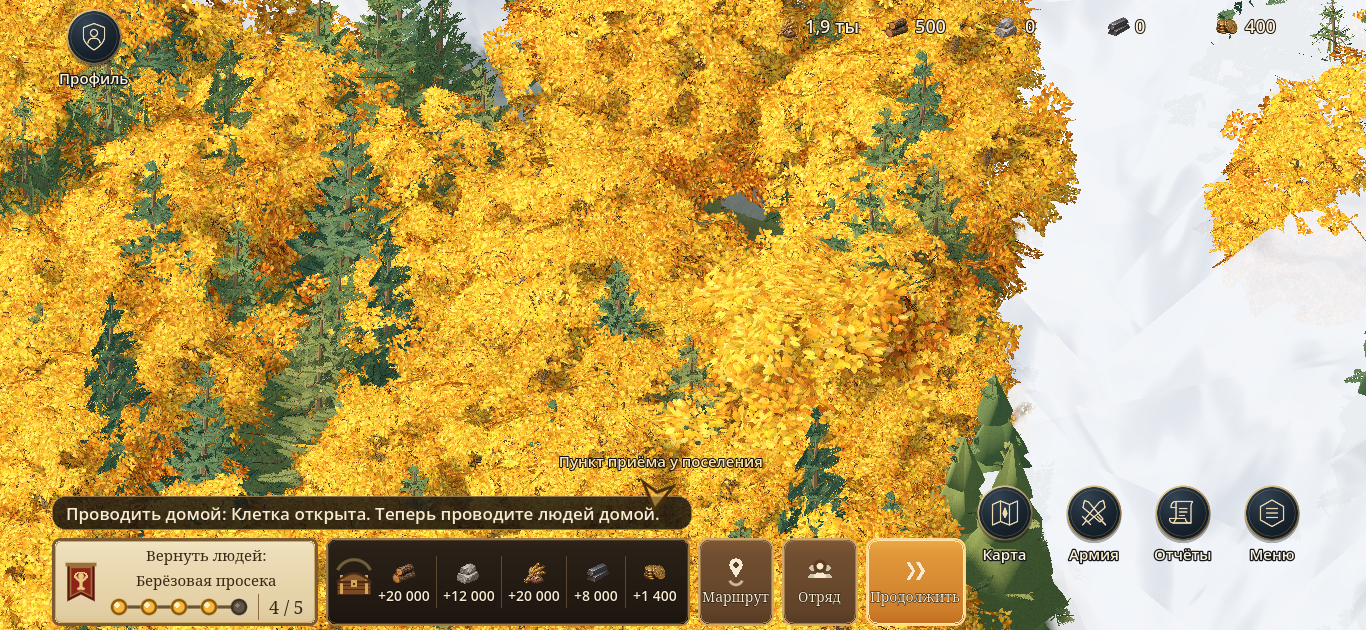 Профиль
1,9 ты
500
0
0
400
Пункт приёма у поселения
Проводить домой: Клетка открыта. Теперь проводите людей домой.
Вернуть людей:
Берёзовая просека
4 / 5
+20 000
+12 000
+20 000
+8 000
+1 400
Маршрут
Отряд
Продолжить
Карта
Армия
Отчёты
Меню